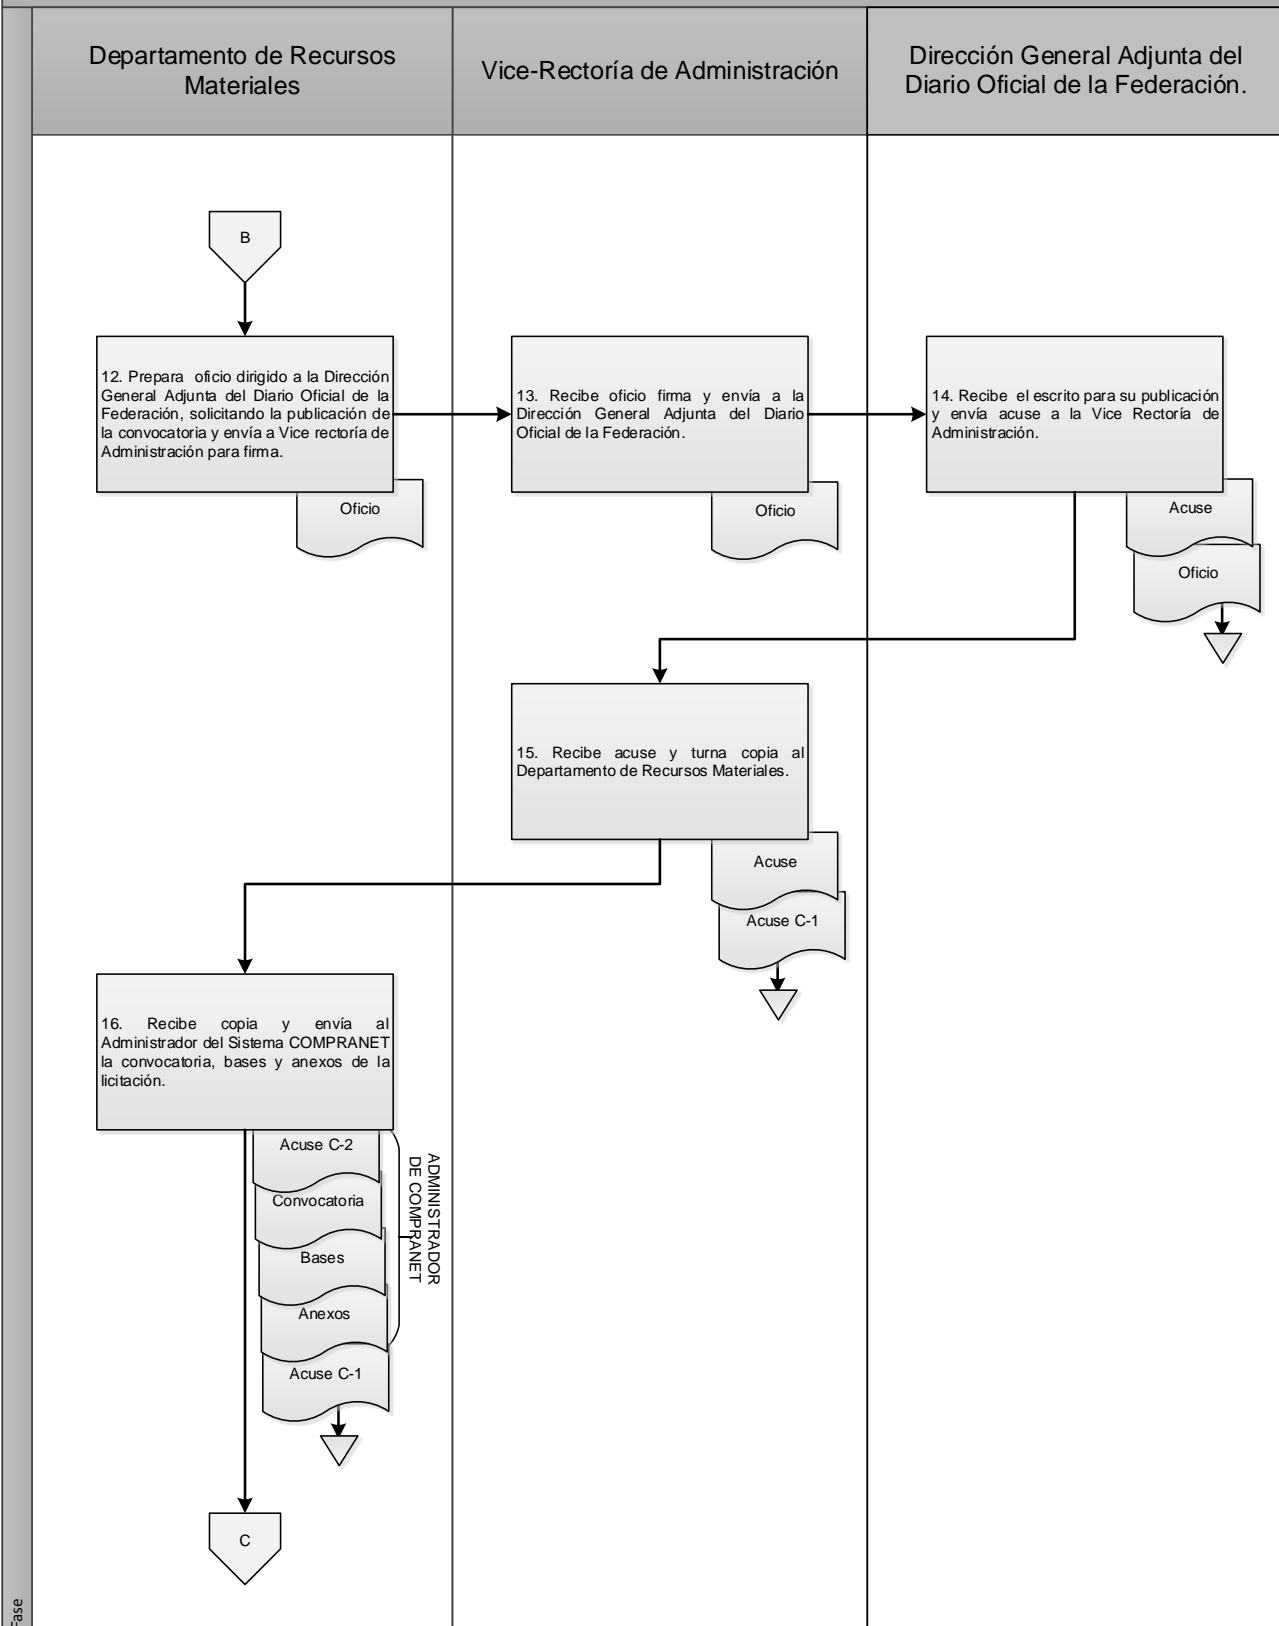 Departamento de Recursos
Materiales
Vice-Rectoría de Administración
Dirección General Adjunta del
Diario Oficial de la Federación.
B
12. Prepara oficio dirigido a la Dirección
General Adjunta del Diario Oficial de la
Federación, solicitando la publicación de
la convocatoria y envía a Vice rectoría de
Administración para firma.
Oficio
13. Recibe oficio firma y envía a la
Dirección General Adjunta del Diario
Oficial de la Federación.
Oficio
14. Recibe el escrito para su publicación
y envía acuse a la Vice Rectoría de
Administración.
Acuse
Oficio
15. Recibe acuse y turna copia al
Departamento de Recursos Materiales.
Acuse
Acuse C-1
16. Recibe copia y envía al
Administrador del Sistema COMPRANET
la convocatoria, bases y anexos de la
licitación.
Acuse C-2
Convocatoria
Bases
Anexos
Acuse C-1
ADMINISTRADOR
DE COMPRANET
C
Fase